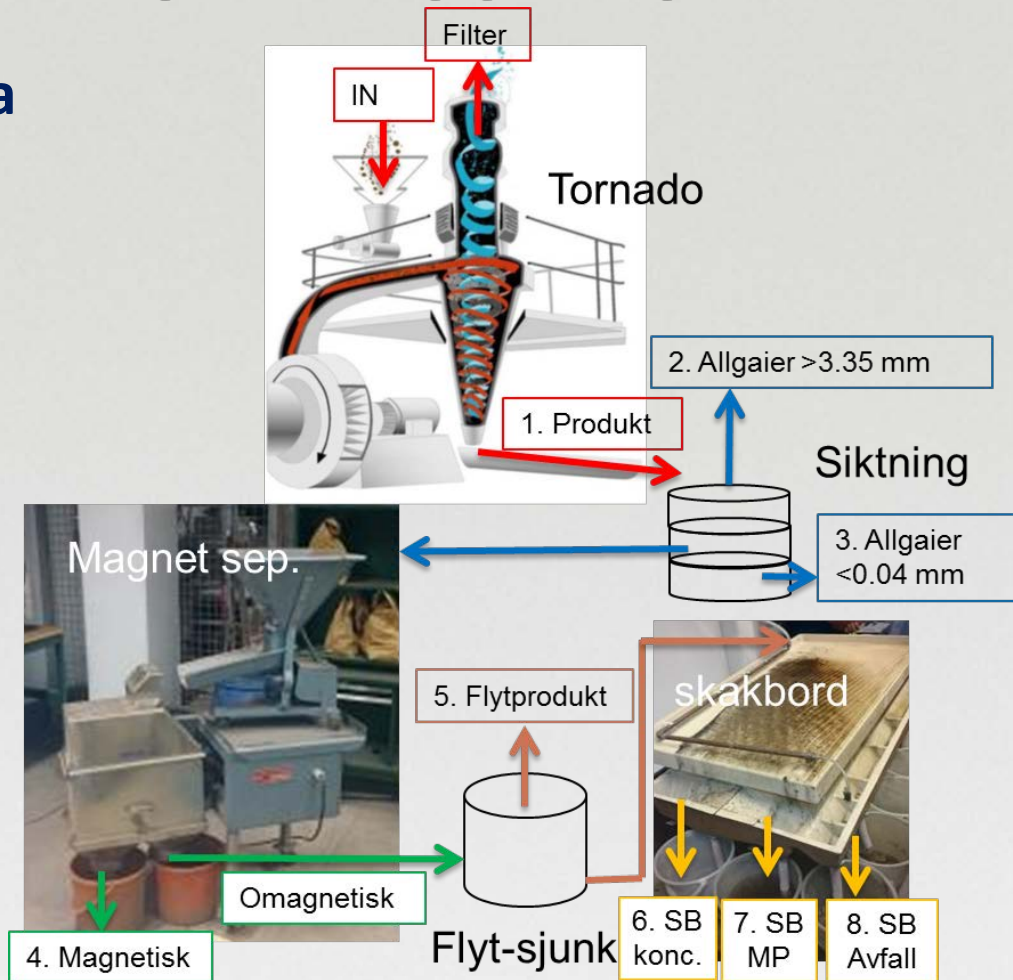 Filter
IN
a
Tornado
2. Allgaier >3.35 mm
1. Produkt
Siktning
3. Allgaier
<0.04 mm
Magnet sep.
5. Flytprodukt
skakbord
Omagnetisk
4. Magnetisk
Flyt-sjunk
6. SB
konc.
7. SB
MP
8. SB
Avfall